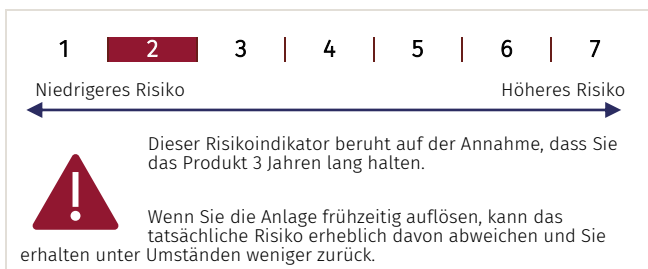 1 2 3 4 5 6 7
Niedrigeres Risiko Höheres Risiko
Dieser Risikoindikator beruht auf der Annahme, dass Sie
das Produkt 3 Jahren lang halten.
Wenn Sie die Anlage frühzeitig auflösen, kann das
tatsächliche Risiko erheblich davon abweichen und Sie
erhalten unter Umständen weniger zurück.